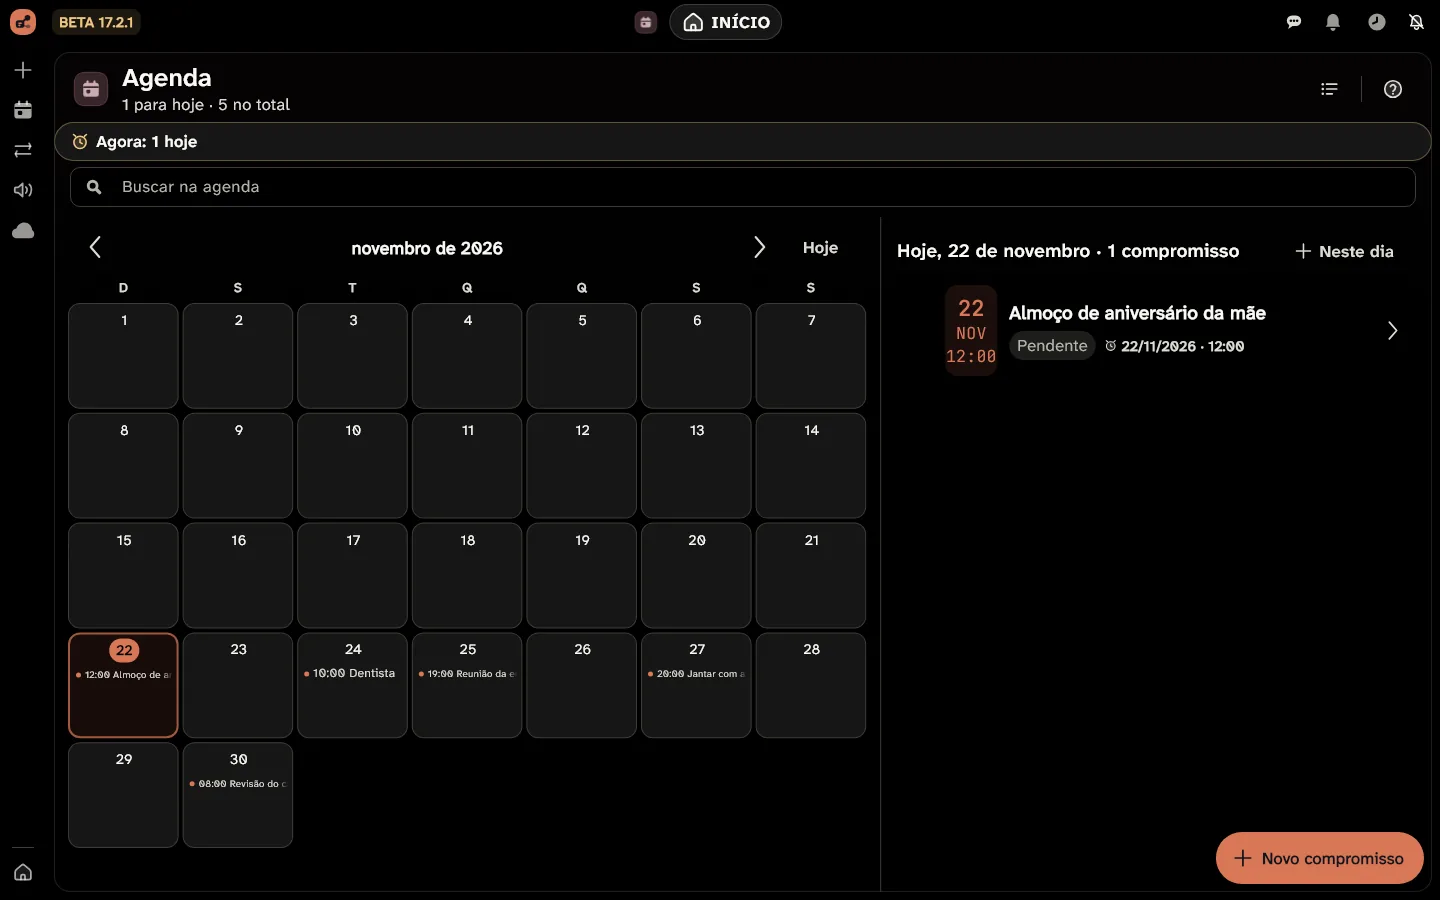 BETA 17.2.1
INÍCIO
Agenda
1 para hoje · 5 no total
Agora: 1 hoje
Buscar na agenda
novembro de 2026
Hoje
D S T Q Q S S
1 2 3 4 5 6 7
8 9 10 11 12 13 14
15 16 17 18 19 20 21
22 23 24 25 26 27 28
12:00 Almoço de
10:00 Dentista
19:00 Reunião da
20:00 Jantar com
29 30
08:00 Revisão do
Hoje, 22 de novembro · 1 compromisso
Neste dia
22
NOV
12:00
Almoço de aniversário da mãe
Pendente
22/11/2026 · 12:00
Novo compromisso